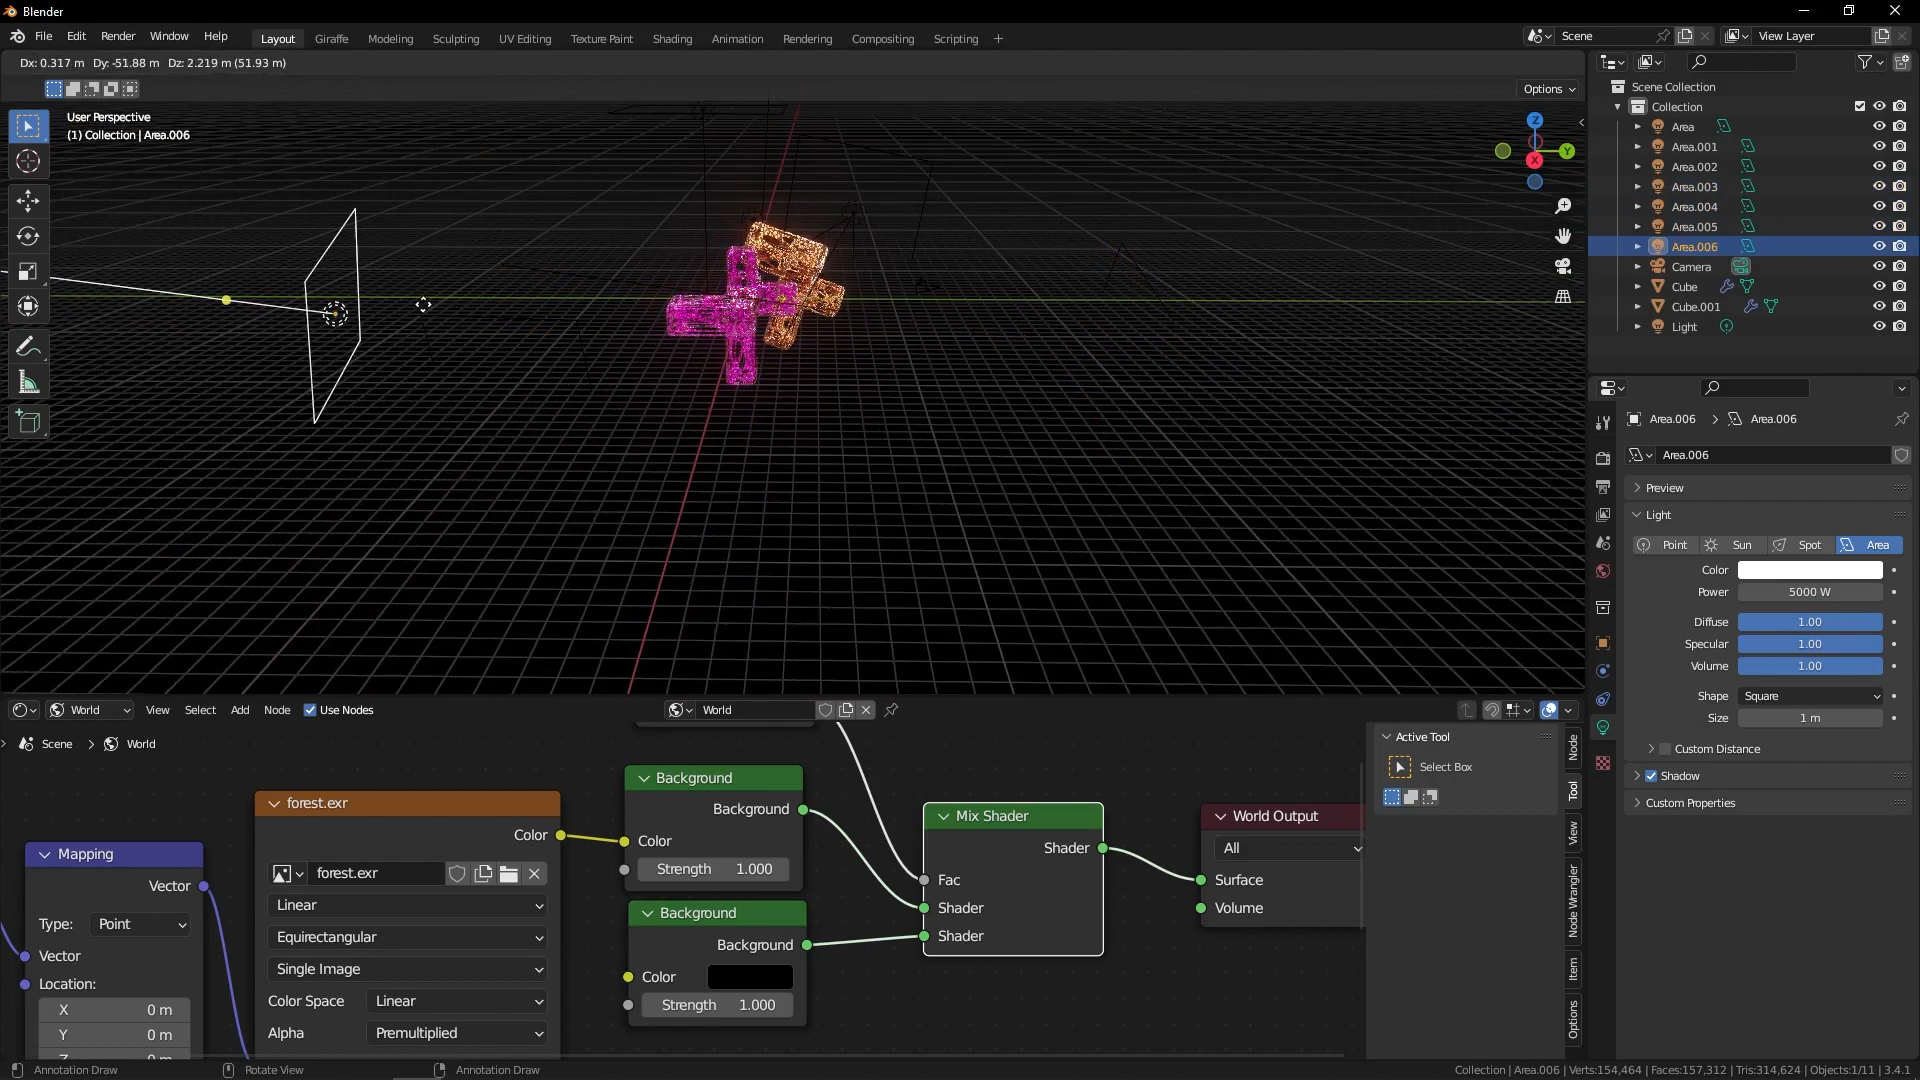 Blender
File Edit Render Window Help
Layout Giraffe Modeling Sculpting UV Editing Texture Paint Shading Animation Rendering Compositing Scripting
Scene
View Layer
Dx: 0.317 m   Dy: -51.88 m   Dz: 2.219 m (51.93 m)
Options
User Perspective
(1) Collection | Area.006
Z
Y
X
Scene Collection
Collection
Area
Area.001
Area.002
Area.003
Area.004
Area.005
Area.006
Camera
Cube
Cube.001
Light
Area.006 > Area.006
Area.006
Preview
Light
Point Sun Spot Area
Color
Power 5000 W
Diffuse 1.00
Specular 1.00
Volume 1.00
Shape Square
Size 1 m
Custom Distance
Shadow
Custom Properties
World View Select Add Node Use Nodes
World
Scene > World
Mapping
Vector
Type: Point
Vector
Location:
X 0 m
Y 0 m
forest.exr
Color
forest.exr
Linear
Equirectangular
Single Image
Color Space Linear
Alpha Premultiplied
Background
Background
Color
Strength 1.000
Background
Background
Color
Strength 1.000
Mix Shader
Shader
Fac
Shader
Shader
World Output
All
Surface
Volume
Active Tool
Select Box
Node
Tool
View
Node Wrangler
Item
Options
Annotation Draw
Rotate View
Annotation Draw
Collection | Area.006 | Verts:154,464 | Faces:157,312 | Tris:314,624 | Objects:1/11 | 3.4.1